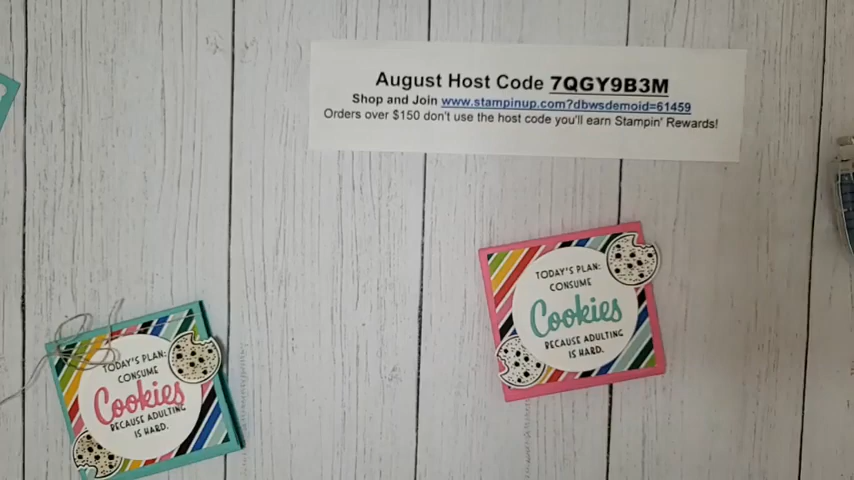 August Host Code 7QGY9B3M
Shop and Join www.stampinup.com?dbwsdemoid=61459
Orders over $150 don't use the host code you'll earn Stampin' Rewards!
TODAY'S PLAN:
CONSUME
Cookies
BECAUSE ADULTING
IS HARD.
TODAY'S PLAN:
CONSUME
Cookies
BECAUSE ADULTING
IS HARD.